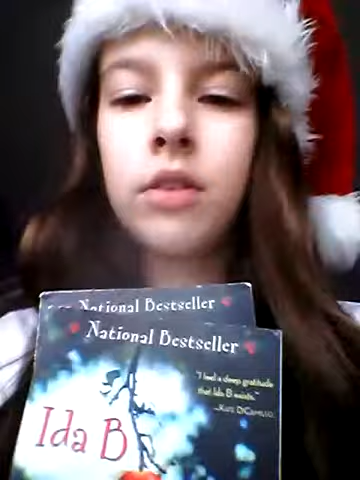 National Bestseller
National Bestseller
"I feel a deep gratitude
that Ida B exists."
—Kate DiCamillo
Ida B